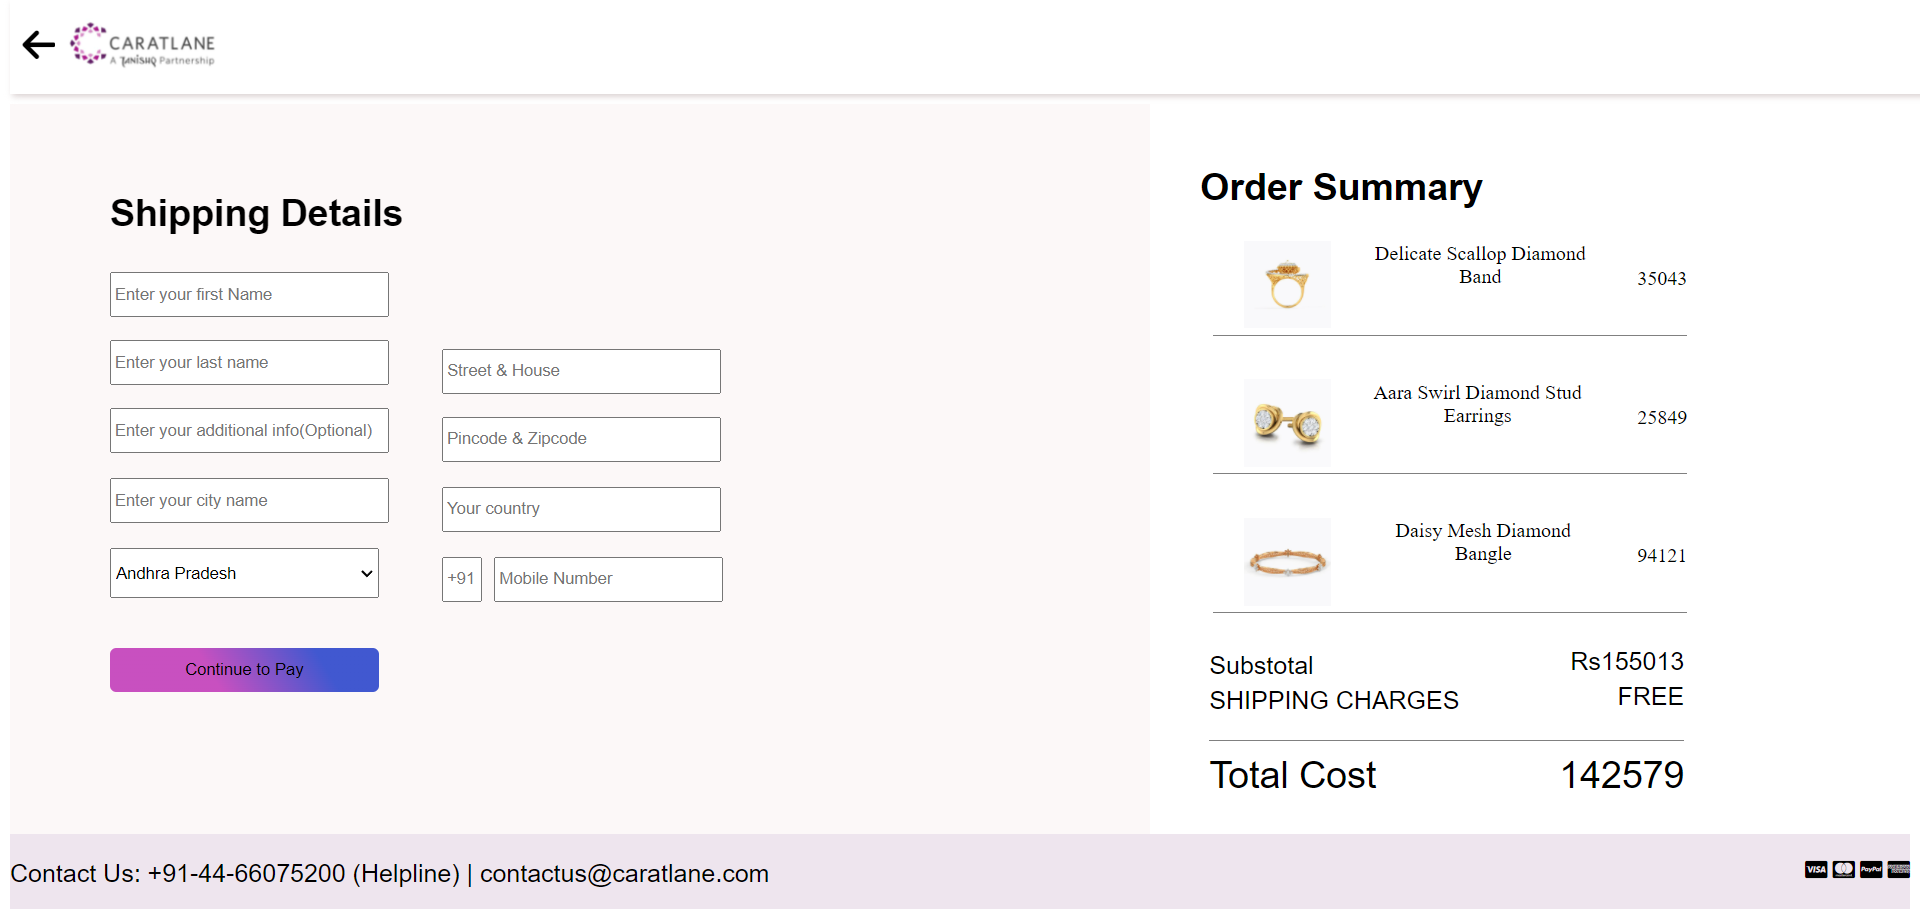 CARATLANE
A TANISHQ Partnership
Shipping Details
Enter your first Name
Enter your last name
Enter your additional info(Optional)
Enter your city name
Andhra Pradesh
Street & House
Pincode & Zipcode
Your country
+91 Mobile Number
Continue to Pay
Order Summary
Delicate Scallop Diamond
Band
35043
Aara Swirl Diamond Stud
Earrings
25849
Daisy Mesh Diamond
Bangle
94121
Substotal Rs155013
SHIPPING CHARGES FREE
Total Cost 142579
Contact Us: +91-44-66075200 (Helpline) | contactus@caratlane.com
VISA
PayPal